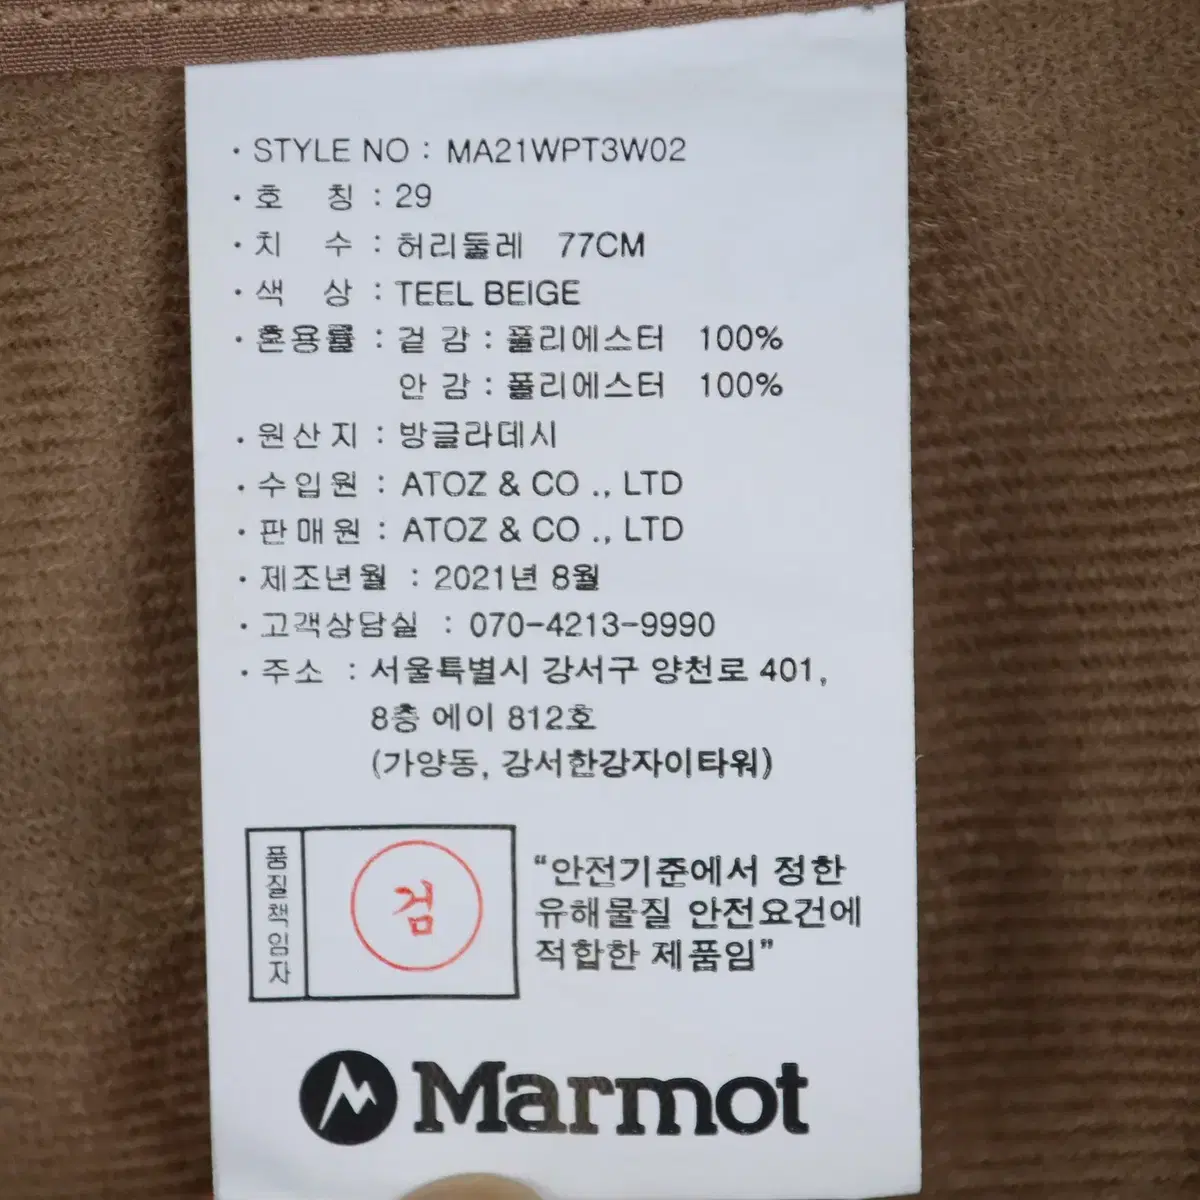 · STYLE NO : MA21WPT3W02
· 호 칭 : 29
· 치 수 : 허리둘레 77CM
· 색 상 : TEEL BEIGE
· 혼용률 : 겉 감 : 폴리에스터 100%
안 감 : 폴리에스터 100%
· 원산지 : 방글라데시
· 수입원 : ATOZ & CO ., LTD
· 판매원 : ATOZ & CO ., LTD
· 제조년월 : 2021년 8월
· 고객상담실 : 070-4213-9990
· 주소 : 서울특별시 강서구 양천로 401,
8층 에이 812호
(가양동, 강서한강자이타워)
품질책임자
검
“안전기준에서 정한
유해물질 안전요건에
적합한 제품임”
Marmot